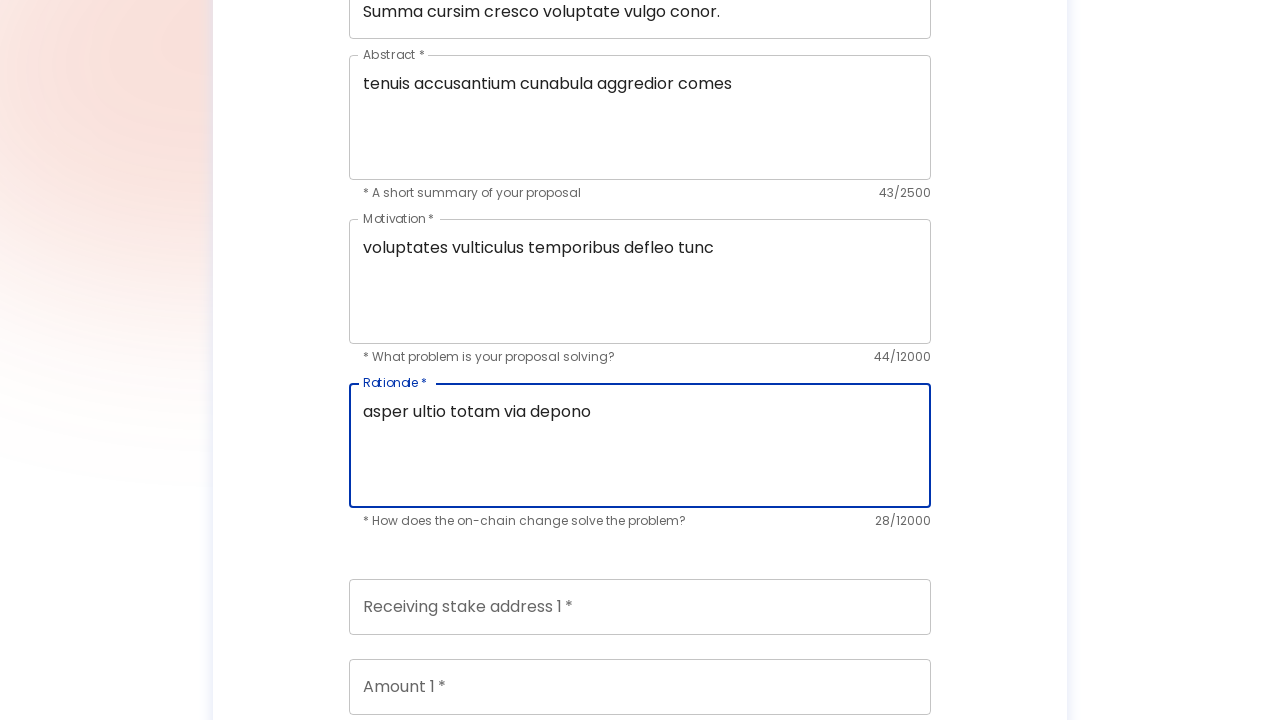 Summa cursim cresco voluptate vulgo conor.
Abstract *
tenuis accusantium cunabula aggredior comes
* A short summary of your proposal 43/2500
Motivation *
voluptates vulticulus temporibus defleo tunc
* What problem is your proposal solving? 44/12000
Rationale *
asper ultio totam via depono
* How does the on-chain change solve the problem? 28/12000
Receiving stake address 1 *
Amount 1 *